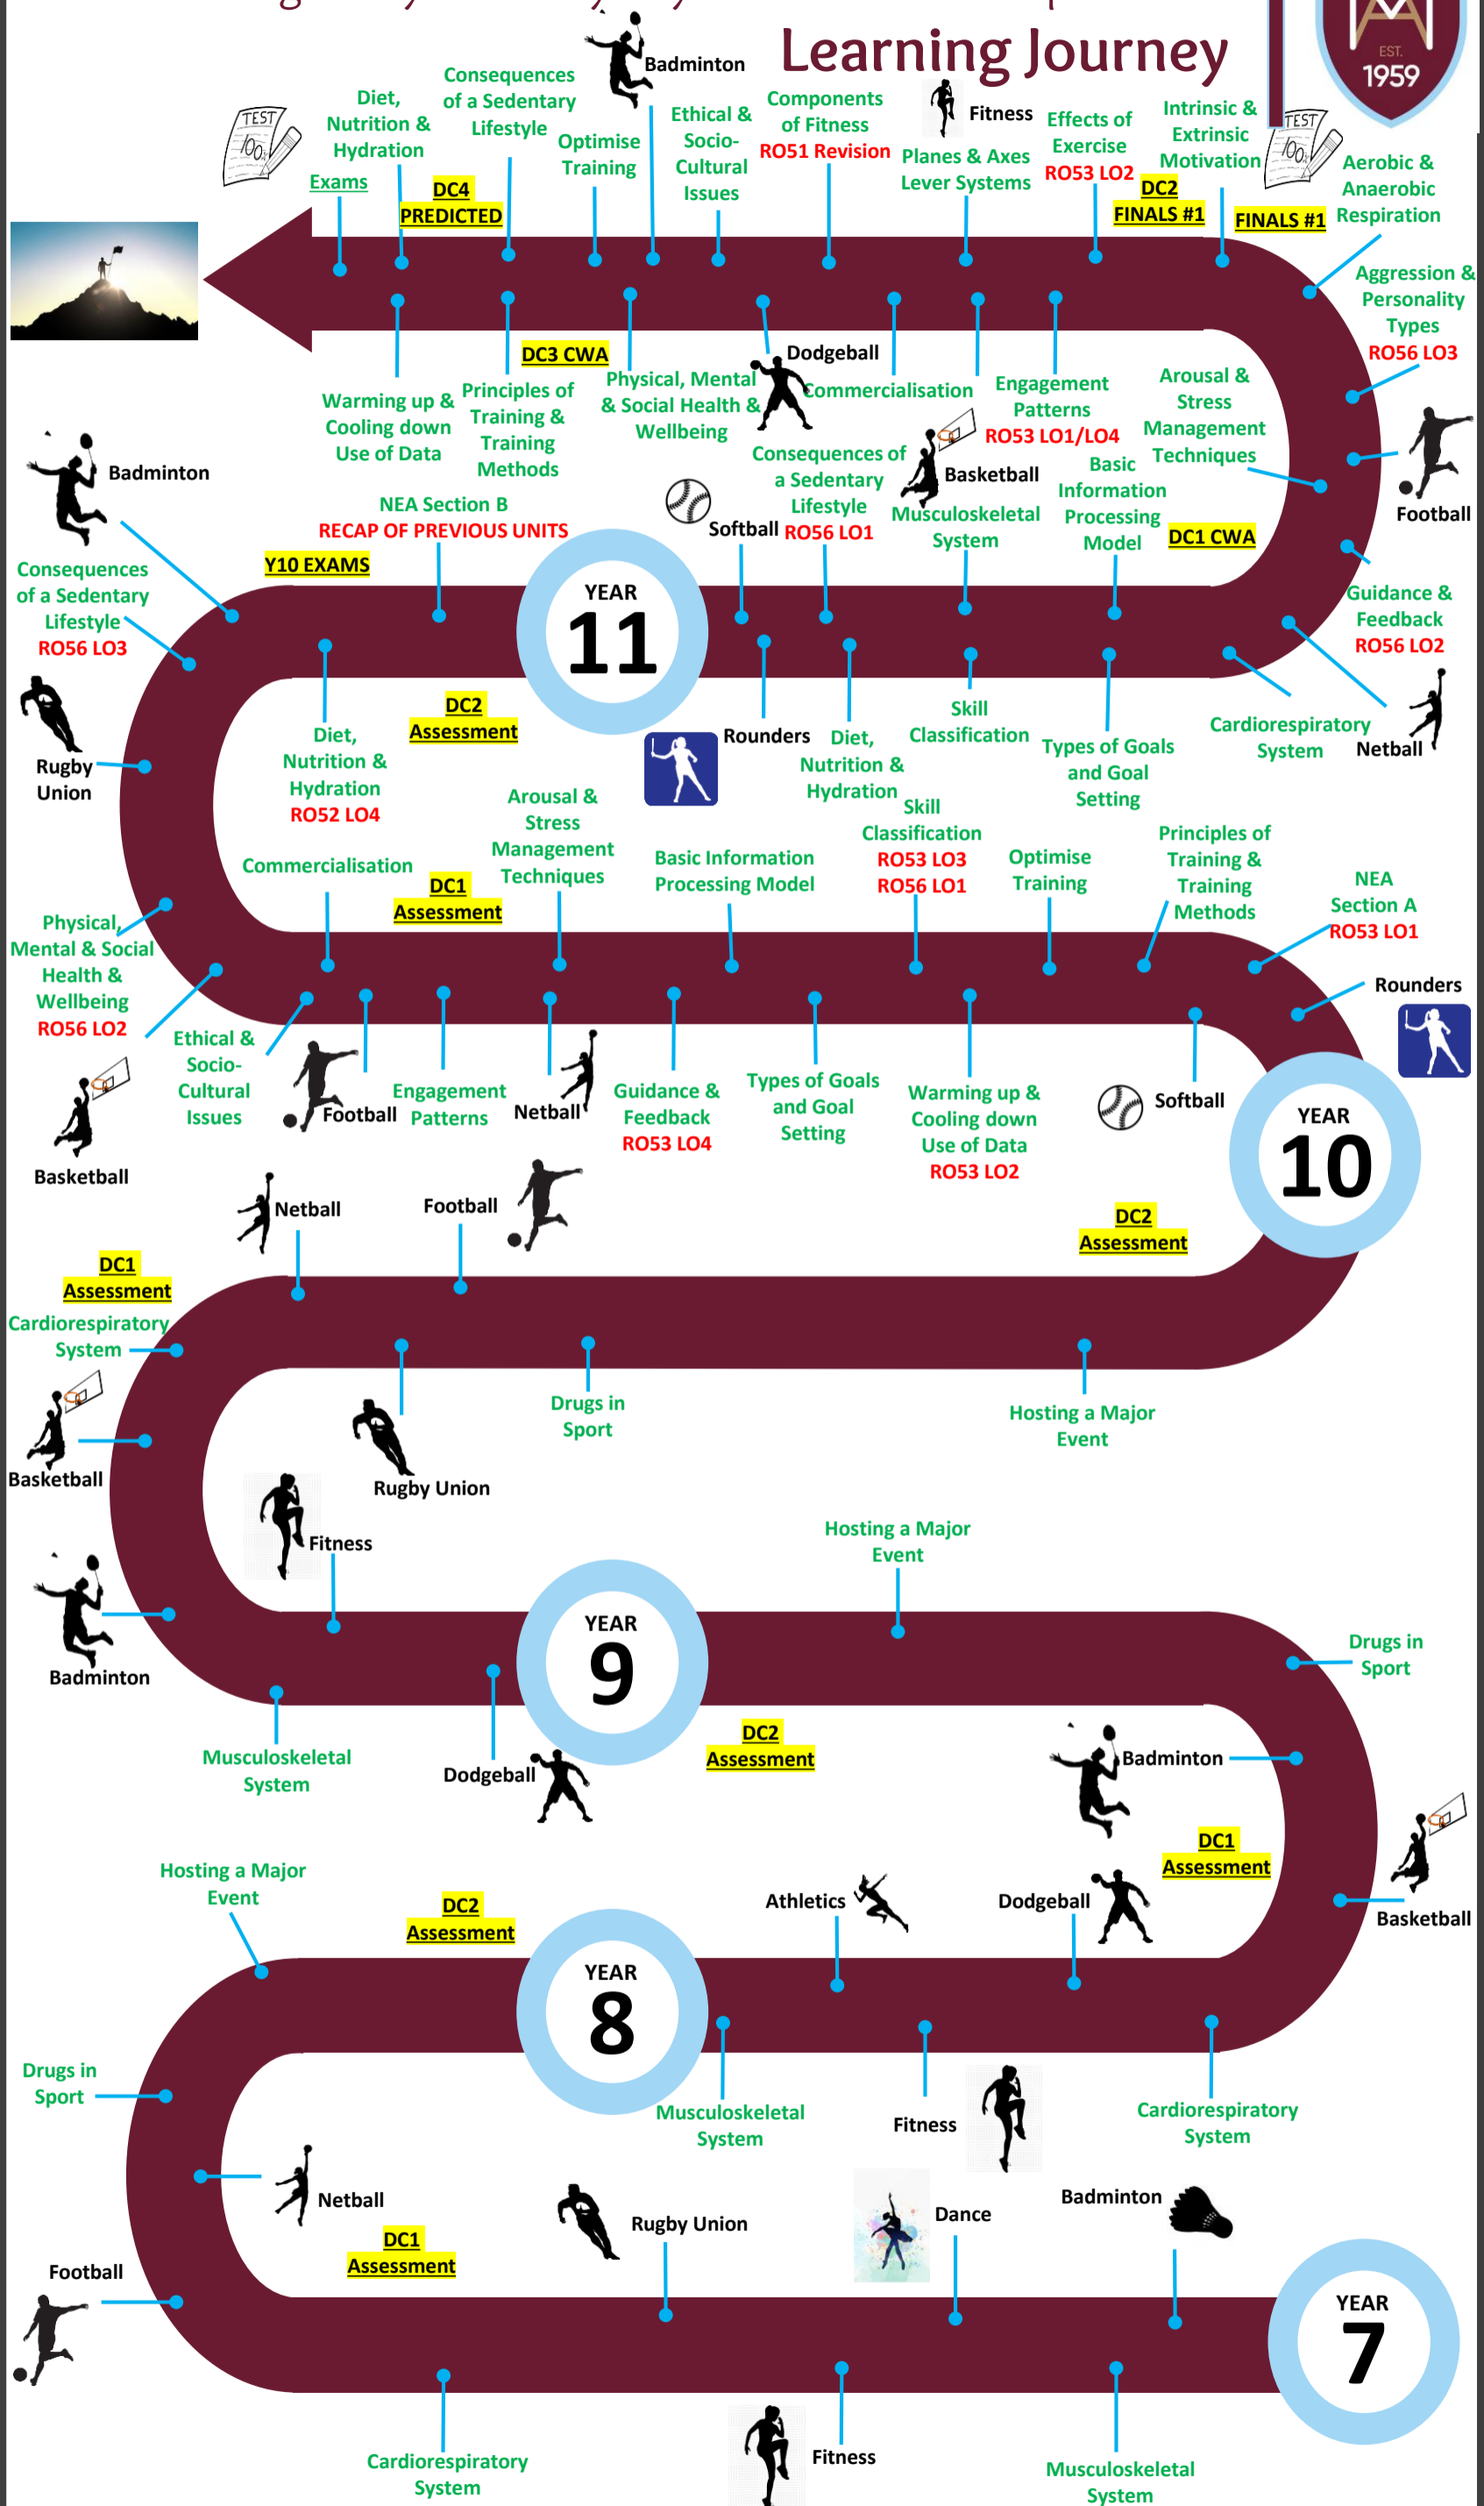 Learning Journey
EST.
1959
Badminton
Consequences
of a Sedentary
Lifestyle
Diet,
Nutrition &
Hydration
TEST
100
Exams
DC4
PREDICTED
Optimise
Training
Ethical &
Socio-
Cultural
Issues
Components
of Fitness
RO51 Revision
Fitness
Planes & Axes
Lever Systems
Effects of
Exercise
RO53 LO2
Intrinsic &
Extrinsic
Motivation
DC2
FINALS #1
TEST
100
FINALS #1
Aerobic &
Anaerobic
Respiration
Aggression &
Personality
Types
RO56 LO3
Warming up &
Cooling down
Use of Data
DC3 CWA
Principles of
Training &
Training
Methods
Physical, Mental
& Social Health &
Wellbeing
Dodgeball
Commercialisation
Engagement
Patterns
RO53 LO1/LO4
Arousal &
Stress
Management
Techniques
Football
Badminton
NEA Section B
RECAP OF PREVIOUS UNITS
Y10 EXAMS
Softball
Consequences of
a Sedentary
Lifestyle
RO56 LO1
Basketball
Musculoskeletal
System
Basic
Information
Processing
Model
DC1 CWA
Guidance &
Feedback
RO56 LO2
Consequences
of a Sedentary
Lifestyle
RO56 LO3
YEAR
11
Rugby
Union
Diet,
Nutrition &
Hydration
RO52 LO4
DC2
Assessment
Rounders
Diet,
Nutrition &
Hydration
Skill
Classification
Types of Goals
and Goal
Setting
Cardiorespiratory
System
Netball
Commercialisation
DC1
Assessment
Arousal &
Stress
Management
Techniques
Basic Information
Processing Model
Skill
Classification
RO53 LO3
RO56 LO1
Optimise
Training
Principles of
Training &
Training
Methods
NEA
Section A
RO53 LO1
Physical,
Mental & Social
Health &
Wellbeing
RO56 LO2
Rounders
Basketball
Ethical &
Socio-
Cultural
Issues
Football
Engagement
Patterns
Netball
Guidance &
Feedback
RO53 LO4
Types of Goals
and Goal
Setting
Warming up &
Cooling down
Use of Data
RO53 LO2
Softball
YEAR
10
Netball
Football
DC2
Assessment
DC1
Assessment
Cardiorespiratory
System
Basketball
Rugby Union
Drugs in
Sport
Hosting a Major
Event
Fitness
Hosting a Major
Event
Badminton
YEAR
9
Drugs in
Sport
Musculoskeletal
System
Dodgeball
DC2
Assessment
Badminton
DC1
Assessment
Basketball
Hosting a Major
Event
DC2
Assessment
Athletics
Dodgeball
YEAR
8
Drugs in
Sport
Musculoskeletal
System
Fitness
Cardiorespiratory
System
Netball
DC1
Assessment
Rugby Union
Dance
Badminton
Football
YEAR
7
Cardiorespiratory
System
Fitness
Musculoskeletal
System